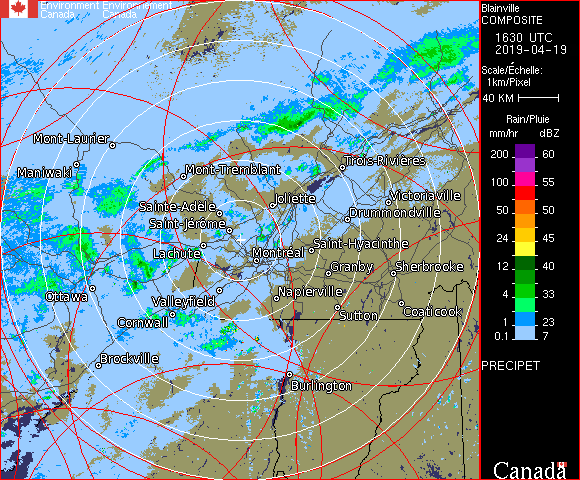 Environment Environnement
Canada Canada
Blainville
COMPOSITE
1630 UTC
2019-04-19
Scale/Échelle:
1km/Pixel
40 KM
Rain/Pluie
mm/hr dBZ
200 60
100 55
50 50
24 45
12 40
4 33
1 23
0.1 7
PRECIPET
Canada
Mont-Laurier
Maniwaki
Mont-Tremblant
Trois-Rivières
Sainte-Adèle
Joliette
Victoriaville
Saint-Jérôme
Drummondville
Lachute
Montréal
Saint-Hyacinthe
Granby
Sherbrooke
Ottawa
Valleyfield
Napierville
Cornwall
Sutton
Coaticook
Brockville
Burlington